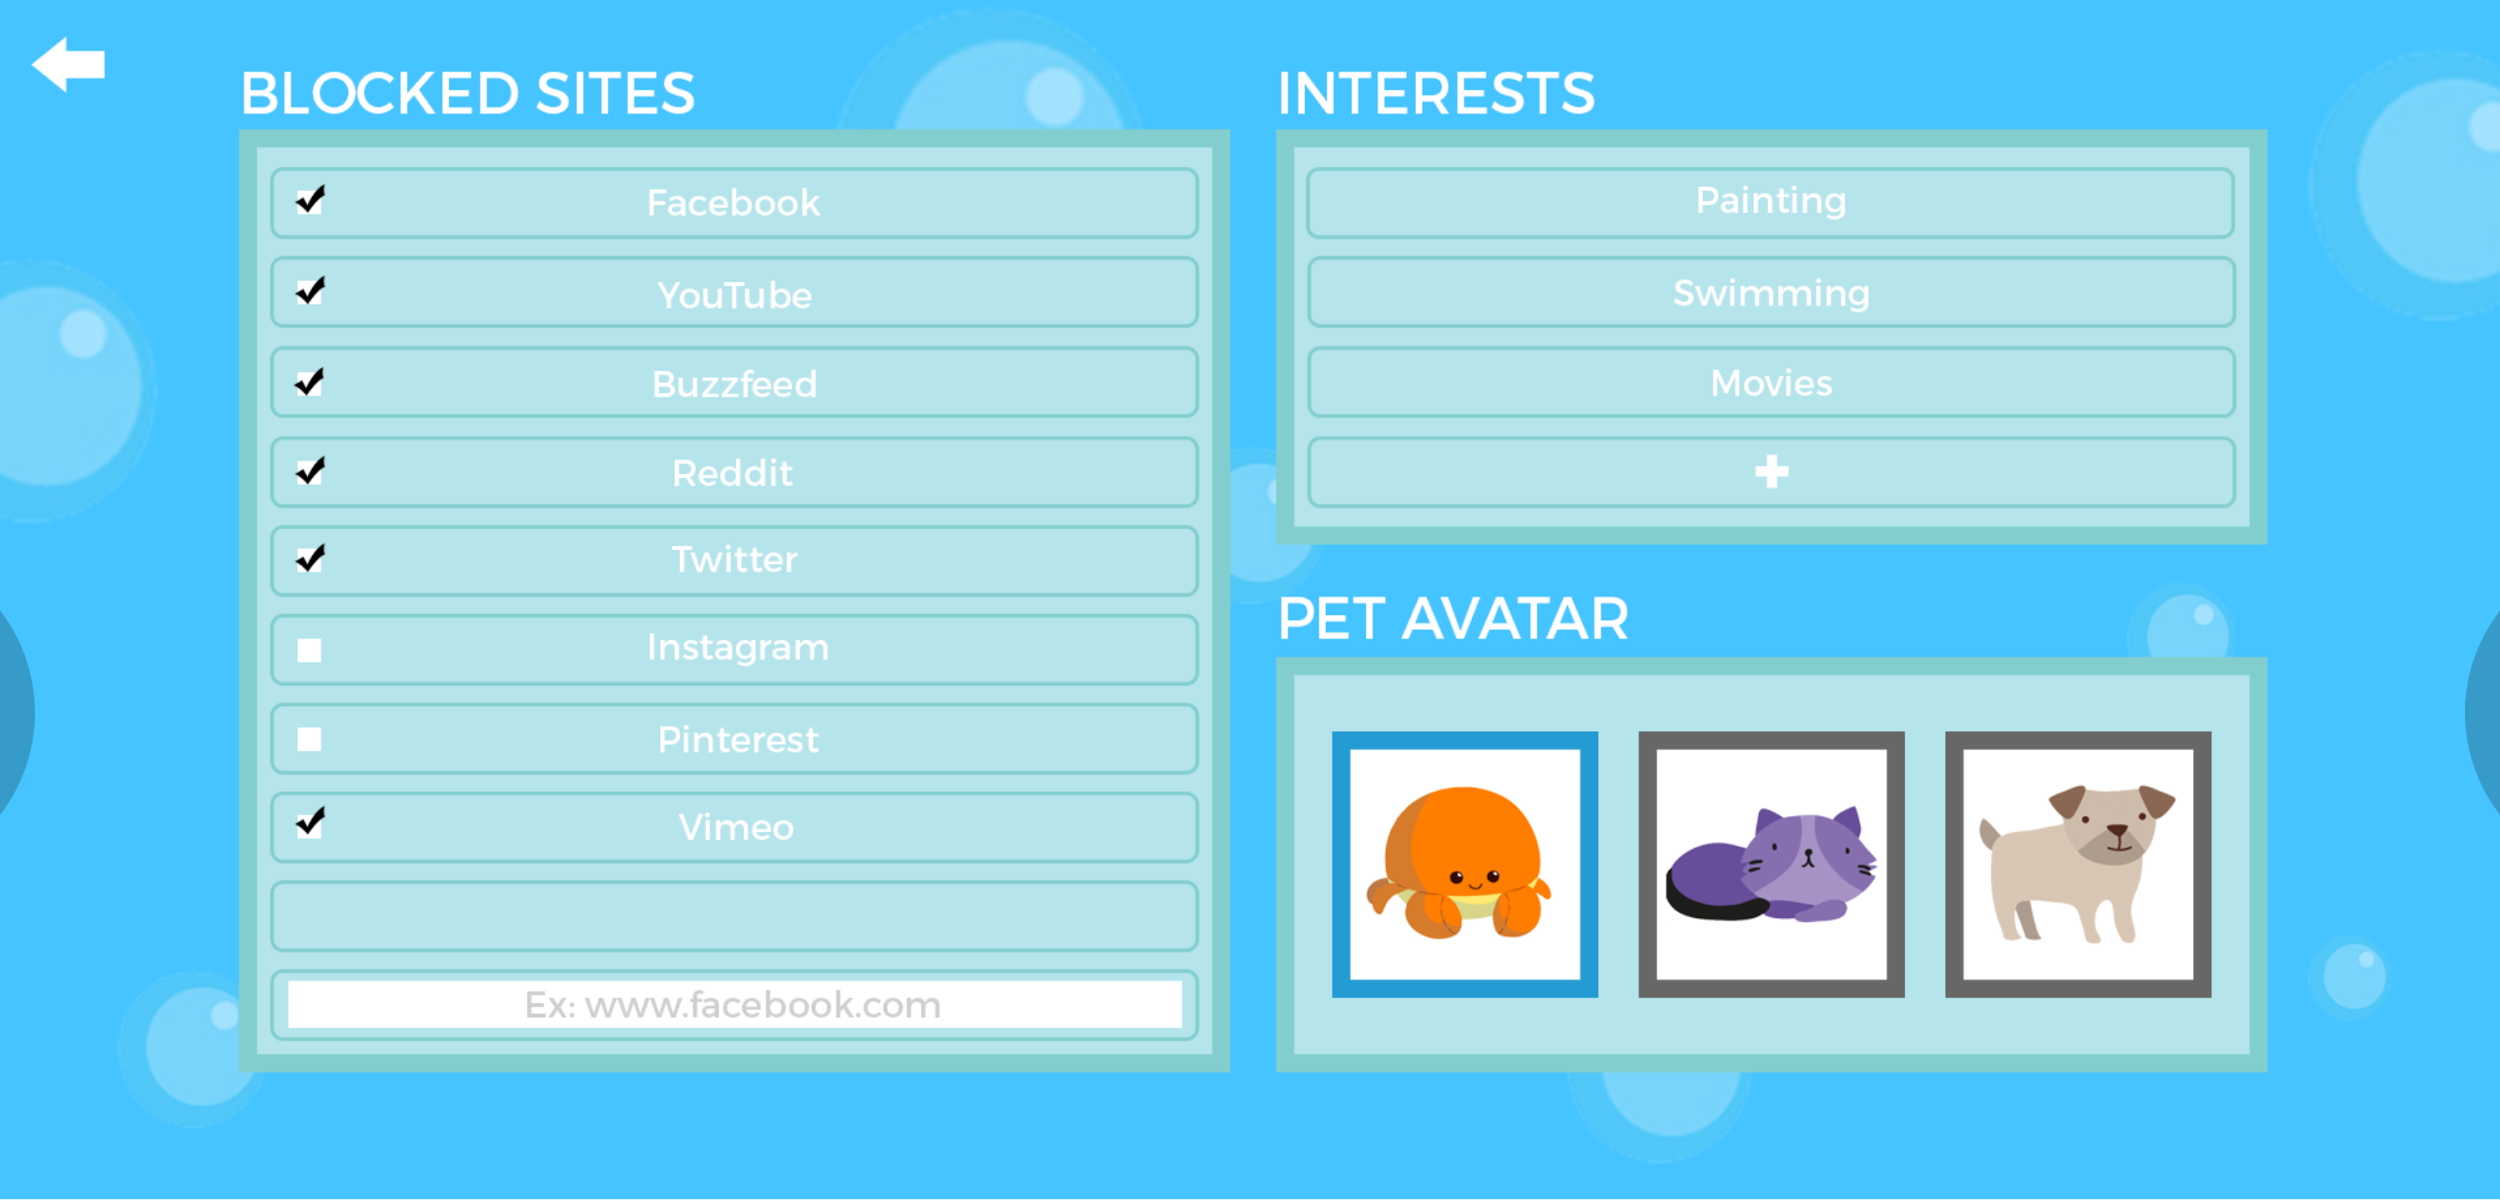 BLOCKED SITES
Facebook
YouTube
Buzzfeed
Reddit
Twitter
Instagram
Pinterest
Vimeo
Ex: www.facebook.com
INTERESTS
Painting
Swimming
Movies
PET AVATAR